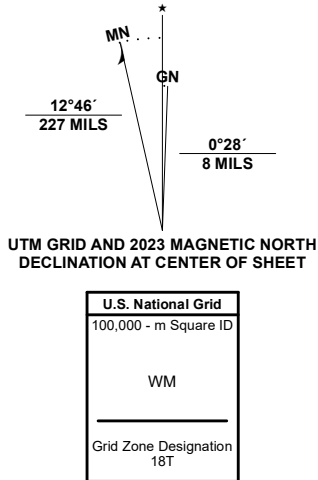 ★
MN
GN
12°46´
227 MILS
0°28´
8 MILS
UTM GRID AND 2023 MAGNETIC NORTH
DECLINATION AT CENTER OF SHEET
U.S. National Grid
100,000 - m Square ID
WM
Grid Zone Designation
18T